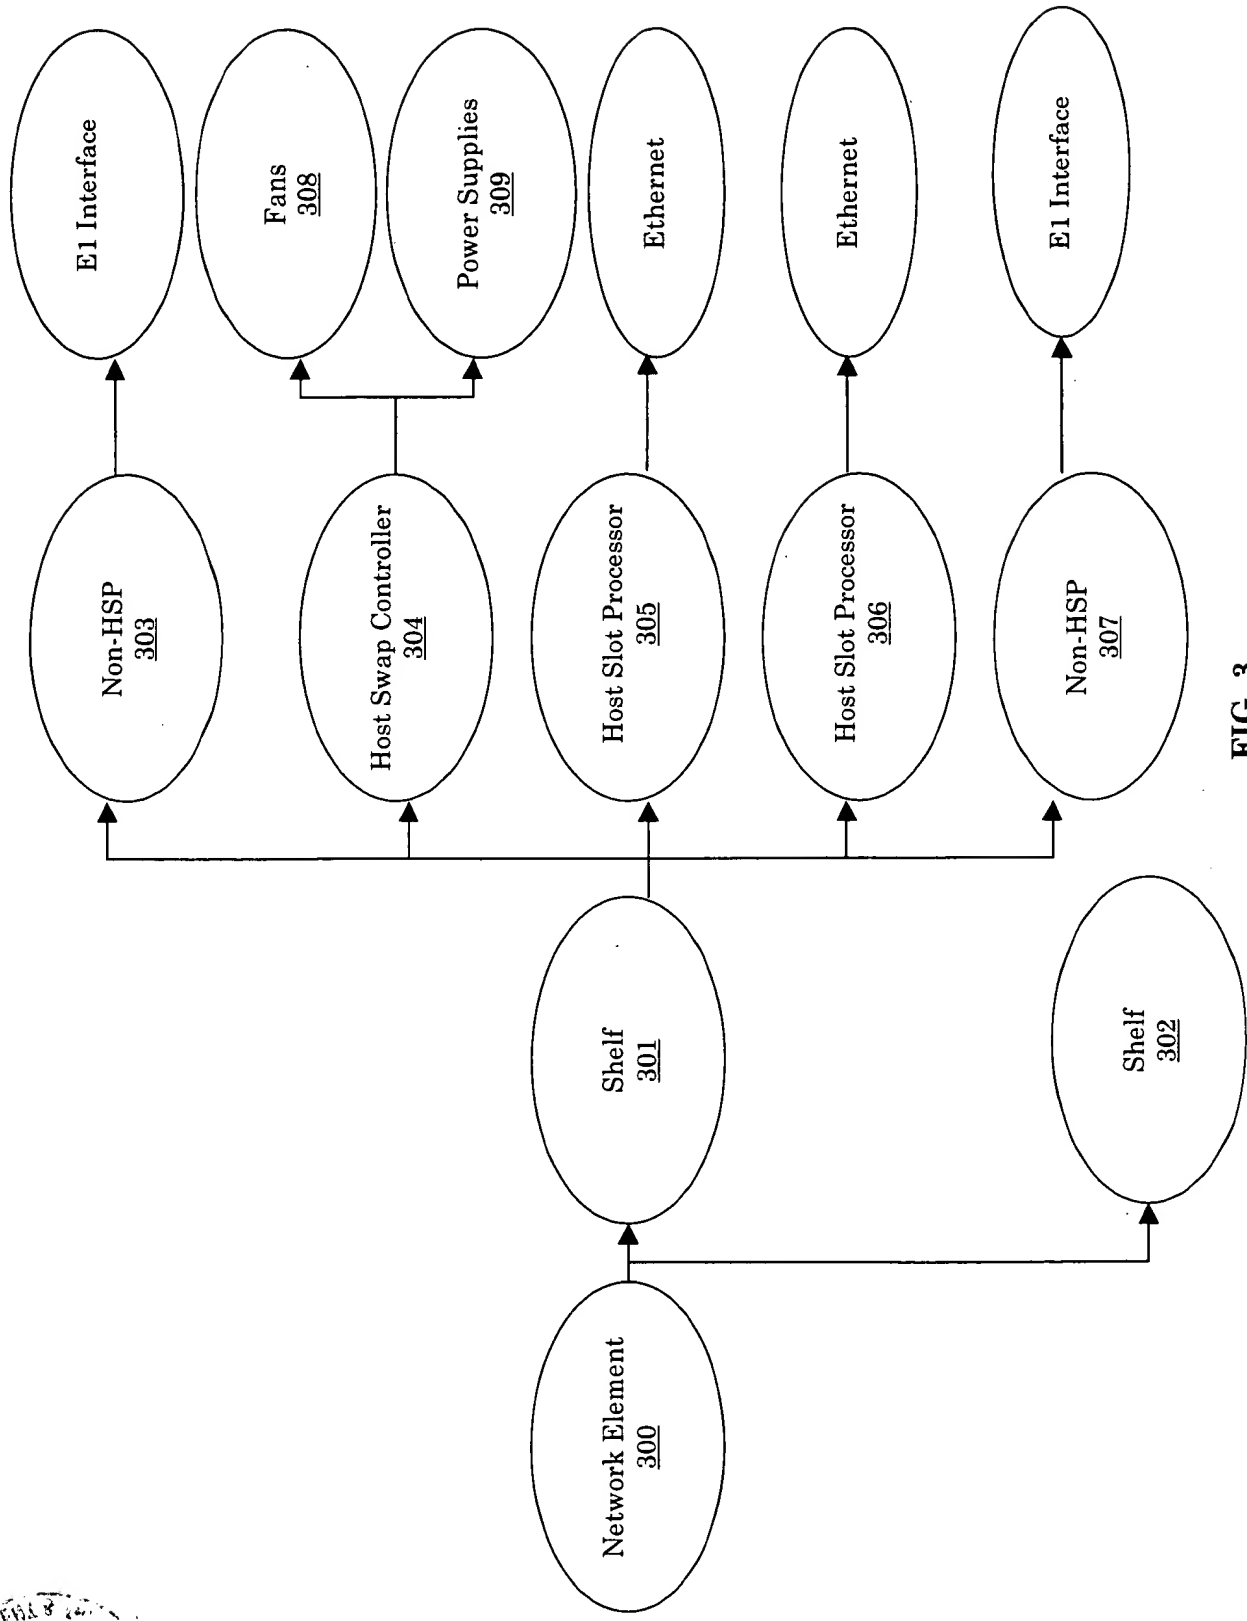 Network Element
300
Shelf
301
Shelf
302
Non-HSP
303
Host Swap Controller
304
Host Slot Processor
305
Host Slot Processor
306
Non-HSP
307
E1 Interface
Fans
308
Power Supplies
309
Ethernet
Ethernet
E1 Interface
FIG. 3